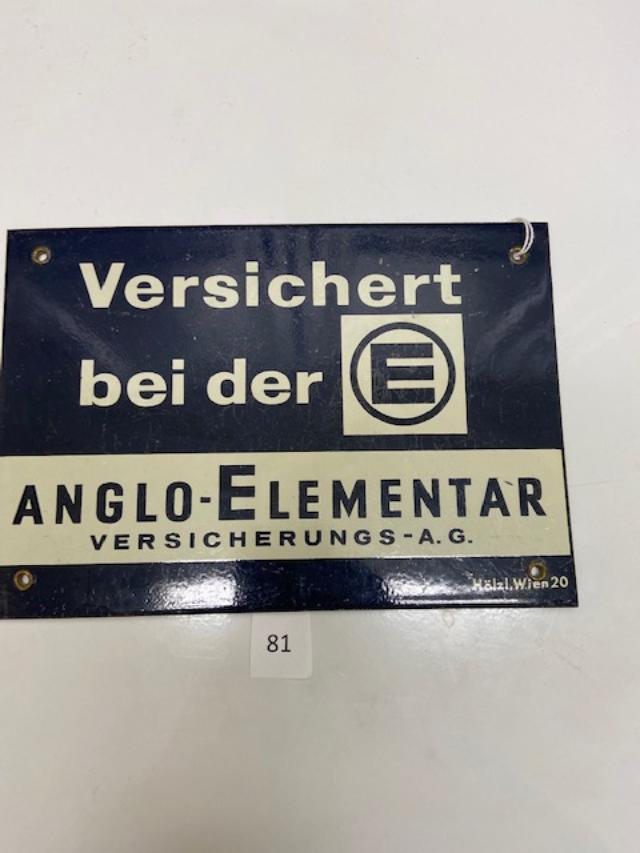 Versichert
bei der E
ANGLO-ELEMENTAR
VERSICHERUNGS-A.G.
Hölzl, Wien 20
81